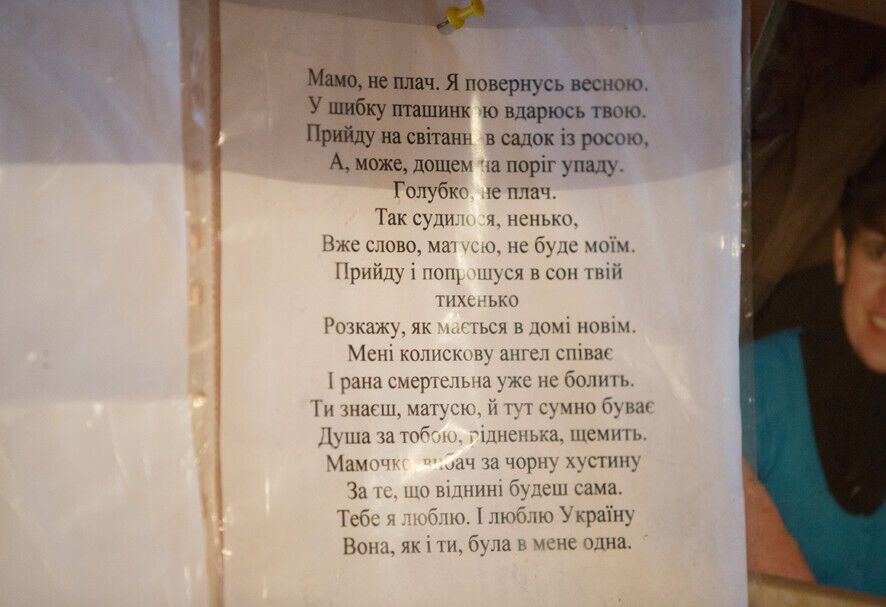 Мамо, не плач. Я повернусь весною.
У шибку пташинкою вдарюсь твою.
Прийду на світанні в садок із росою,
А, може, дощем на поріг упаду.
Голубко, не плач.
Так судилося, ненько,
Вже слово, матусю, не буде моїм.
Прийду і попрошуся в сон твій
тихенько
Розкажу, як мається в домі новім.
Мені колискову ангел співає
І рана смертельна уже не болить.
Ти знаєш, матусю, й тут сумно буває
Душа за тобою, рідненька, щемить.
Мамочко, вибач за чорну хустину
За те, що віднині будеш сама.
Тебе я люблю. І люблю Україну
Вона, як і ти, була в мене одна.